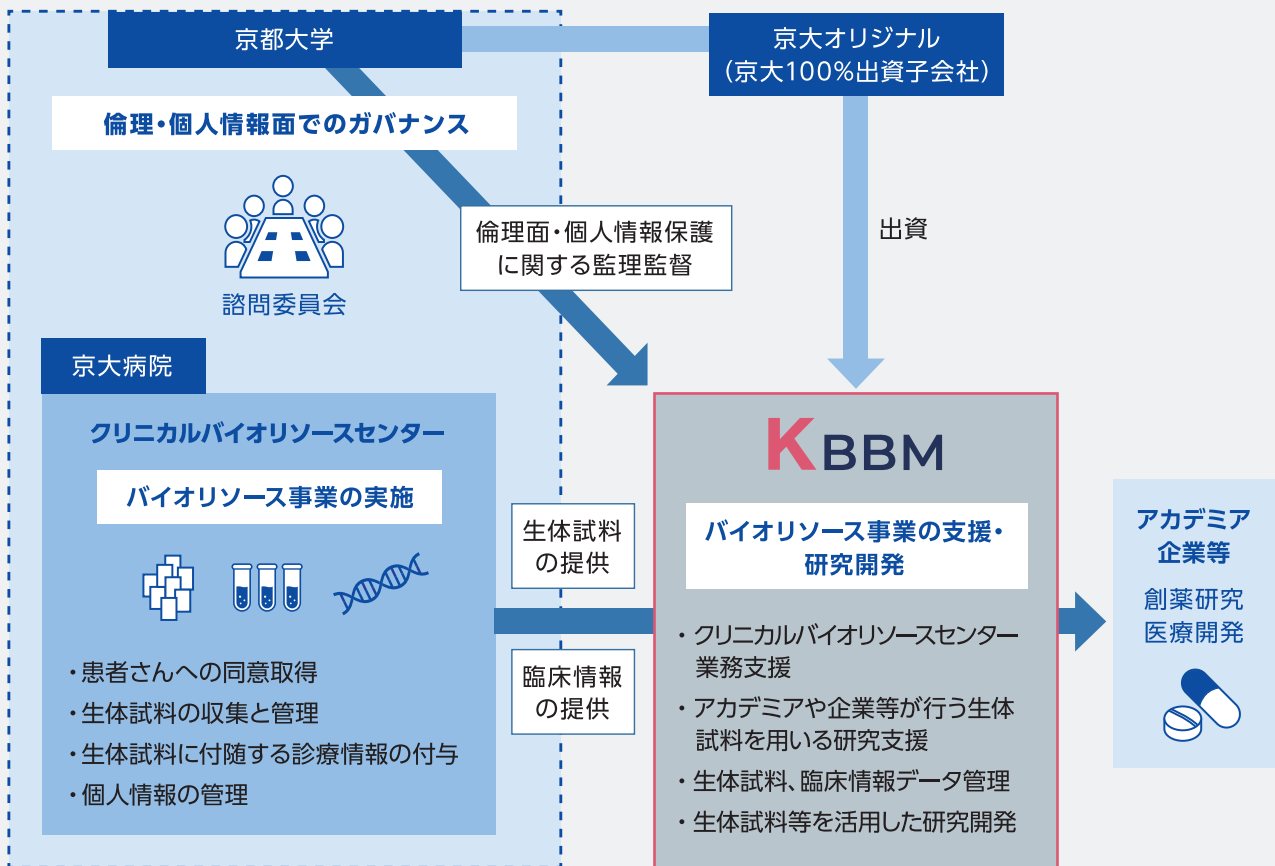 京都大学
京大オリジナル
（京大100％出資子会社）
倫理・個人情報面でのガバナンス
諮問委員会
倫理面・個人情報保護
に関する監理監督
出資
京大病院
クリニカルバイオリソースセンター
バイオリソース事業の実施
・患者さんへの同意取得
・生体試料の収集と管理
・生体試料に付随する診療情報の付与
・個人情報の管理
生体試料
の提供
臨床情報
の提供
KBBM
バイオリソース事業の支援・
研究開発
・クリニカルバイオリソースセンター
業務支援
・アカデミアや企業等が行う生体
試料を用いる研究支援
・生体試料、臨床情報データ管理
・生体試料等を活用した研究開発
アカデミア
企業等
創薬研究
医療開発